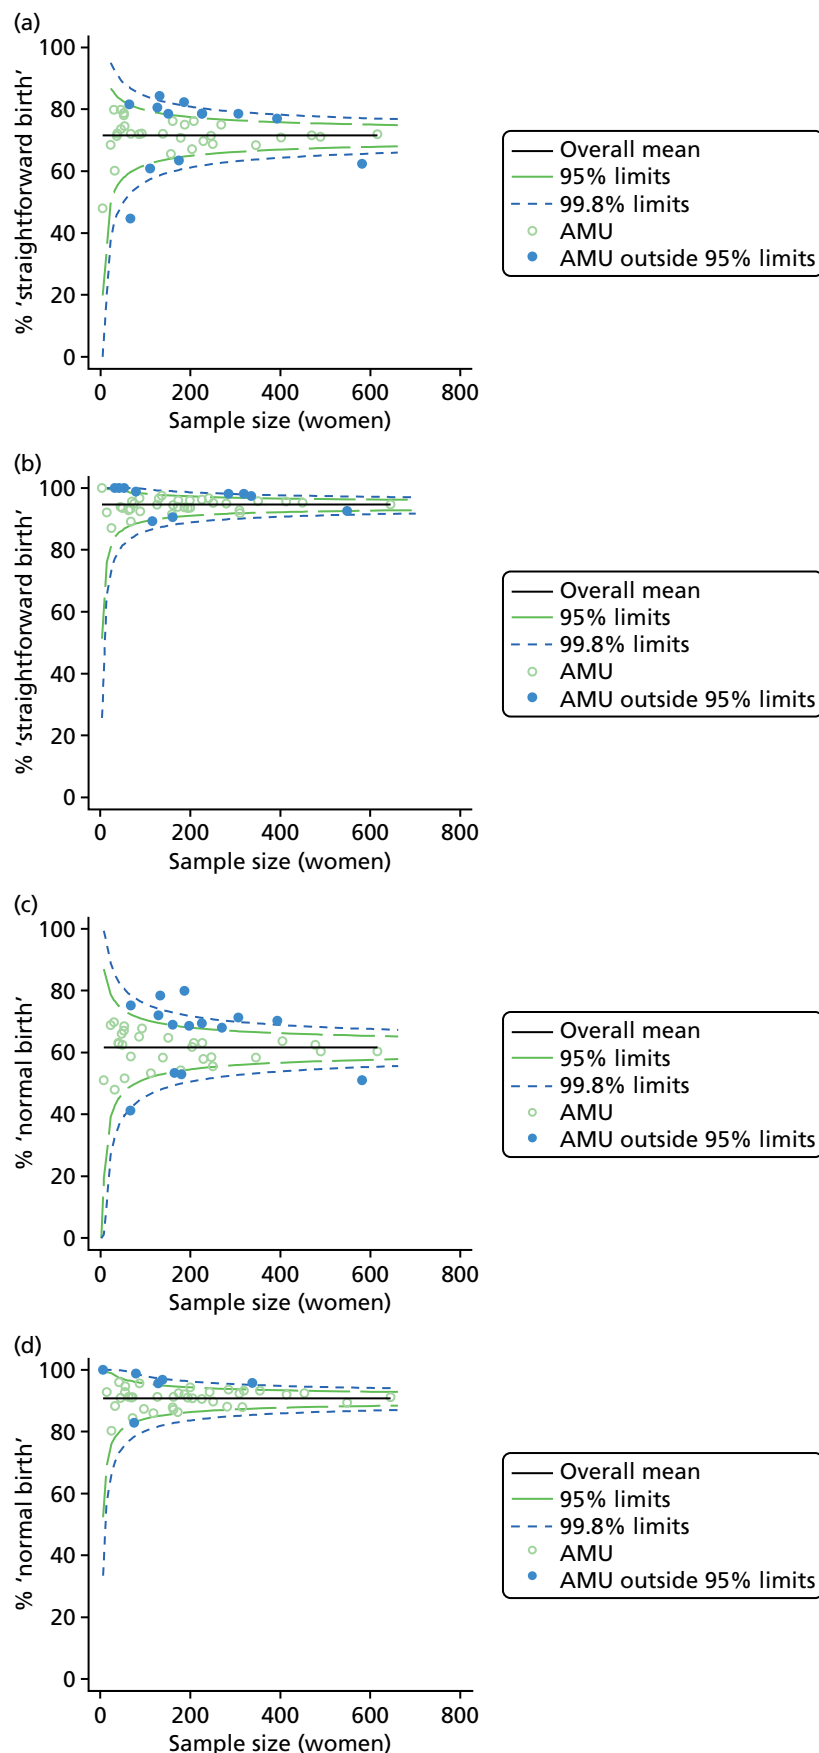 (a)
100
80
60
40
20
0
% ‘straightforward birth’
0 200 400 600 800
Sample size (women)
Overall mean
95% limits
99.8% limits
AMU
AMU outside 95% limits
(b)
100
80
60
40
20
0
% ‘straightforward birth’
0 200 400 600 800
Sample size (women)
Overall mean
95% limits
99.8% limits
AMU
AMU outside 95% limits
(c)
100
80
60
40
20
0
% ‘normal birth’
0 200 400 600 800
Sample size (women)
Overall mean
95% limits
99.8% limits
AMU
AMU outside 95% limits
(d)
100
80
60
40
20
0
% ‘normal birth’
0 200 400 600 800
Sample size (women)
Overall mean
95% limits
99.8% limits
AMU
AMU outside 95% limits